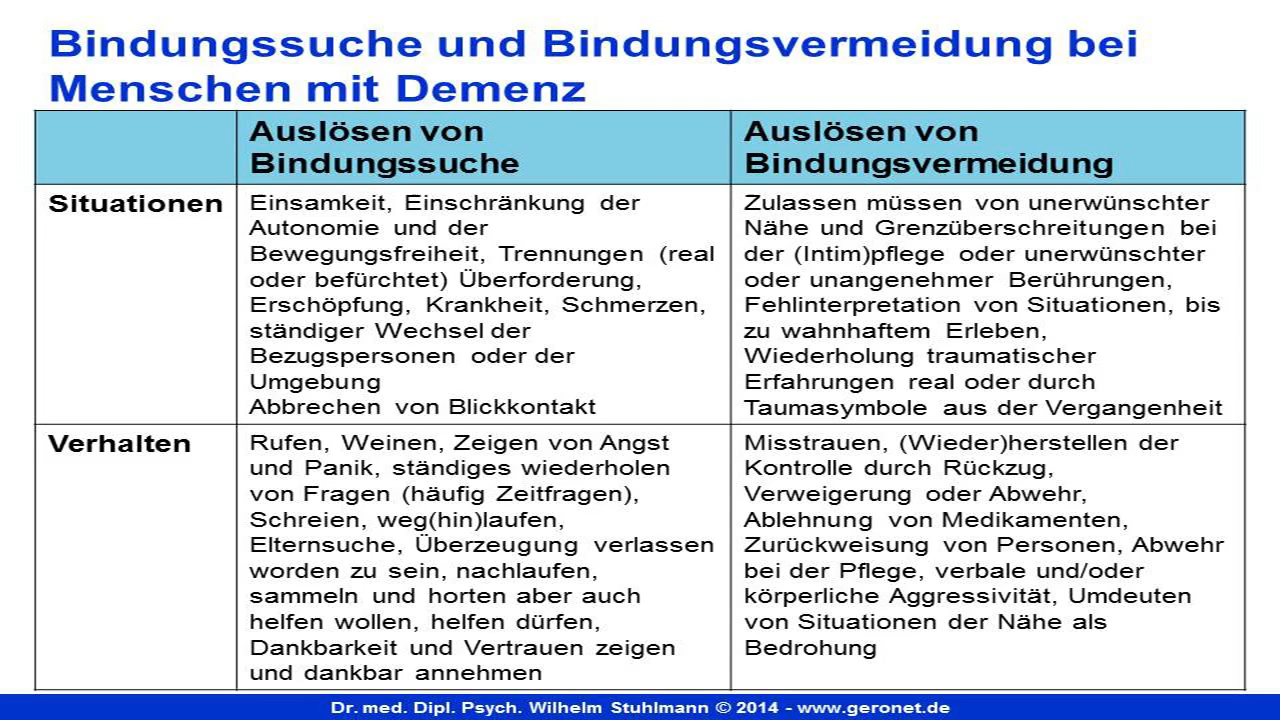 Bindungssuche und Bindungsvermeidung bei
Menschen mit Demenz
Auslösen von
Bindungssuche
Auslösen von
Bindungsvermeidung
Situationen
Einsamkeit, Einschränkung der
Autonomie und der
Bewegungsfreiheit, Trennungen (real
oder befürchtet) Überforderung,
Erschöpfung, Krankheit, Schmerzen,
ständiger Wechsel der
Bezugspersonen oder der
Umgebung
Abbrechen von Blickkontakt
Zulassen müssen von unerwünschter
Nähe und Grenzüberschreitungen bei
der (Intim)pflege oder unerwünschter
oder unangenehmer Berührungen,
Fehlinterpretation von Situationen, bis
zu wahnhaftem Erleben,
Wiederholung traumatischer
Erfahrungen real oder durch
Taumasymbole aus der Vergangenheit
Verhalten
Rufen, Weinen, Zeigen von Angst
und Panik, ständiges wiederholen
von Fragen (häufig Zeitfragen),
Schreien, weg(hin)laufen,
Elternsuche, Überzeugung verlassen
worden zu sein, nachlaufen,
sammeln und horten aber auch
helfen wollen, helfen dürfen,
Dankbarkeit und Vertrauen zeigen
und dankbar annehmen
Misstrauen, (Wieder)herstellen der
Kontrolle durch Rückzug,
Verweigerung oder Abwehr,
Ablehnung von Medikamenten,
Zurückweisung von Personen, Abwehr
bei der Pflege, verbale und/oder
körperliche Aggressivität, Umdeuten
von Situationen der Nähe als
Bedrohung
Dr. med. Dipl. Psych. Wilhelm Stuhlmann © 2014 - www.geronet.de